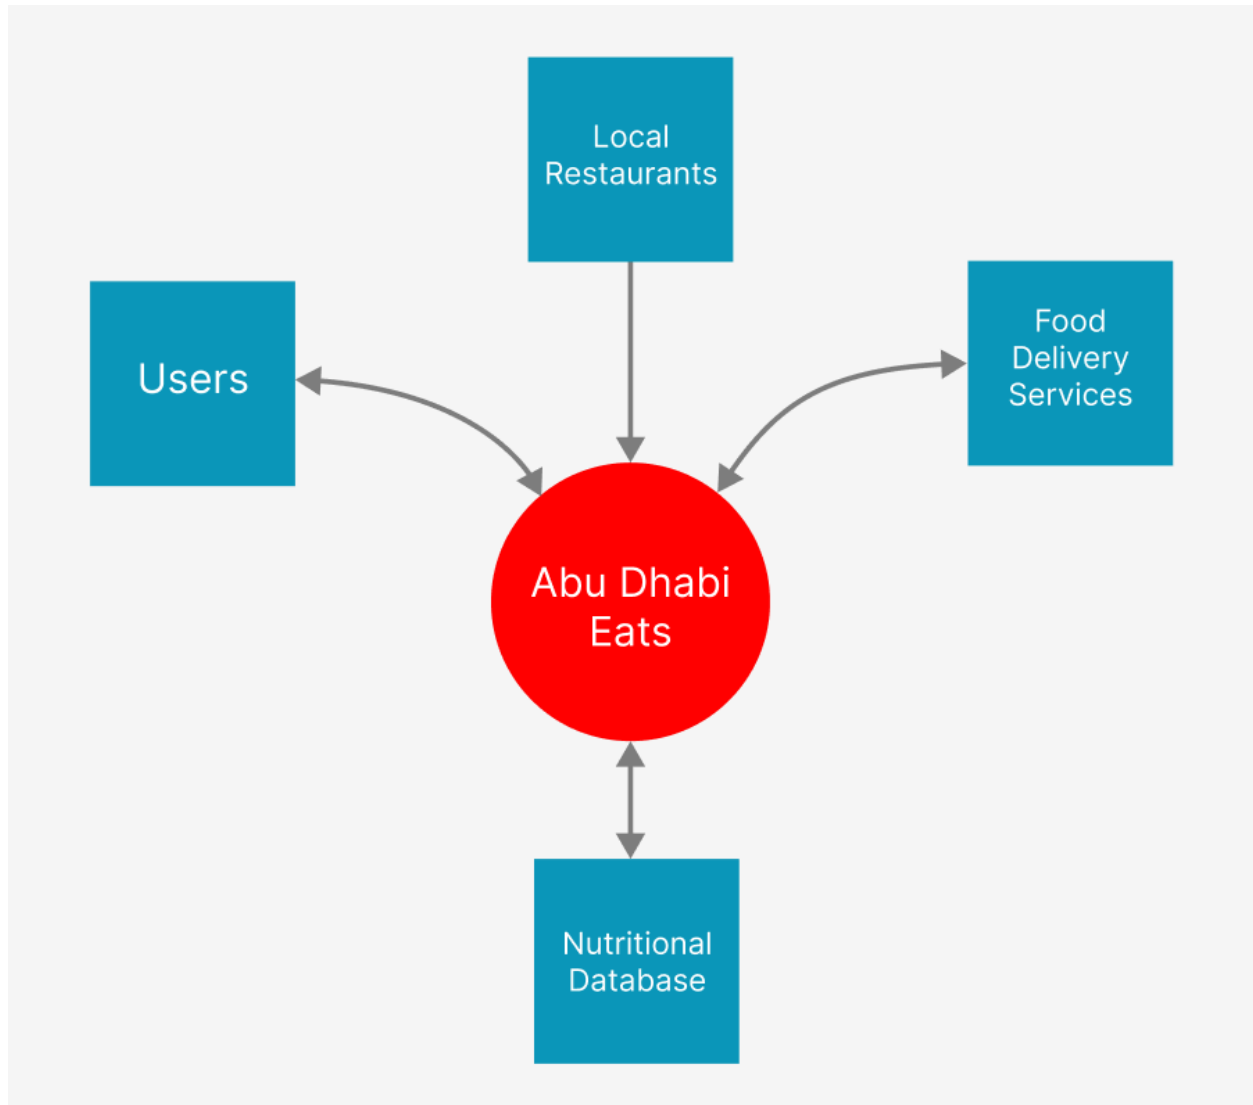 Local
Restaurants
Users
Food
Delivery
Services
Abu Dhabi
Eats
Nutritional
Database